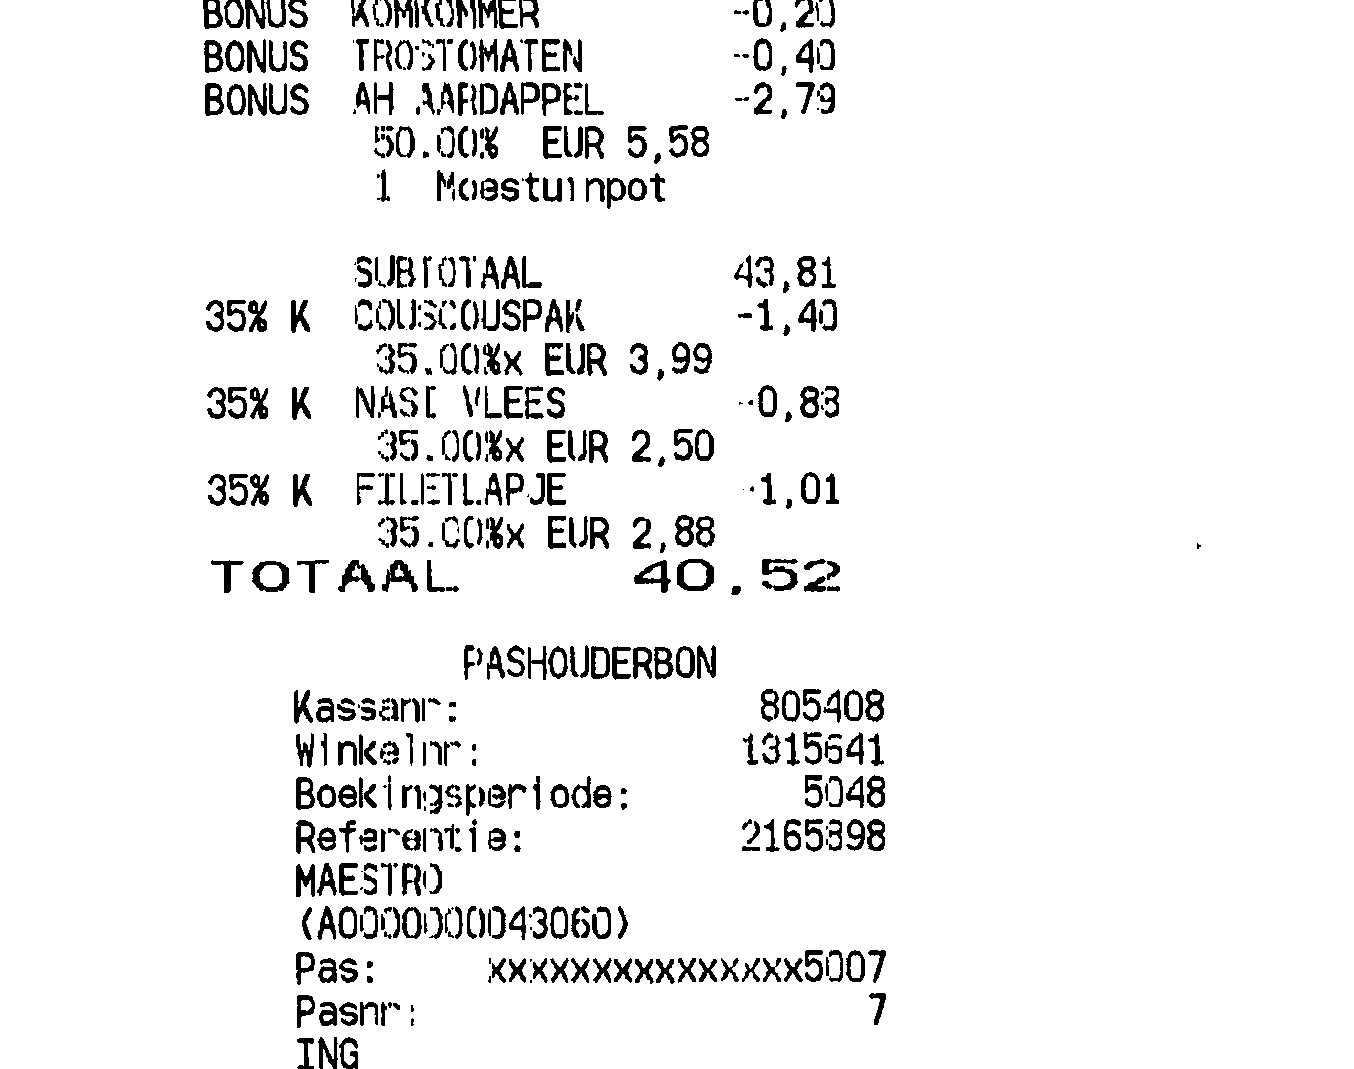 BONUS KOMKOMMER -0,20
BONUS TROSTOMATEN -0,40
BONUS AH AARDAPPEL -2,79
50.00% EUR 5,58
1 Moestuinpot
SUBTOTAAL 43,81
35% K COUSCOUSPAK -1,40
35.00%x EUR 3,99
35% K NASI VLEES -0,88
35.00%x EUR 2,50
35% K FILETLAPJE -1,01
35.00%x EUR 2,88
TOTAAL 40,52
PASHOUDERBON
Kassanr: 805408
Winkelnr: 1315641
Boekingsperiode: 5048
Referentie: 2165898
MAESTRO
(A0000000043060)
Pas: xxxxxxxxxxxxxxx5007
Pasnr: 7
ING